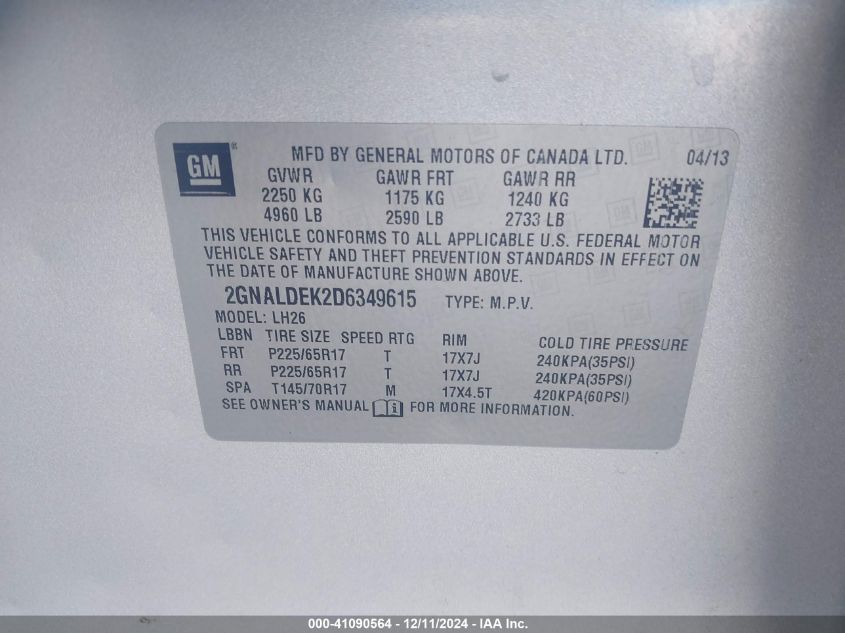 GM ® MFD BY GENERAL MOTORS OF CANADA LTD. 04/13
GVWR GAWR FRT GAWR RR
2250 KG 1175 KG 1240 KG
4960 LB 2590 LB 2733 LB
THIS VEHICLE CONFORMS TO ALL APPLICABLE U.S. FEDERAL MOTOR
VEHICLE SAFETY AND THEFT PREVENTION STANDARDS IN EFFECT ON
THE DATE OF MANUFACTURE SHOWN ABOVE.
2GNALDEK2D6349615 TYPE: M.P.V.
MODEL: LH26
LBBN TIRE SIZE SPEED RTG RIM COLD TIRE PRESSURE
FRT P225/65R17 T 17X7J 240KPA(35PSI)
RR P225/65R17 T 17X7J 240KPA(35PSI)
SPA T145/70R17 M 17X4.5T 420KPA(60PSI)
SEE OWNER'S MANUAL i FOR MORE INFORMATION.
000-41090564 - 12/11/2024 - IAA Inc.